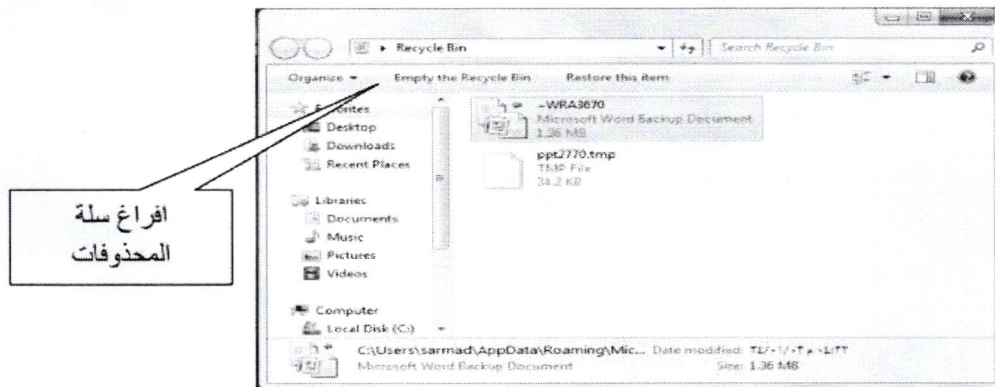 Recycle Bin
Search Recycle Bin
Organize
Empty the Recycle Bin
Restore this item
Favorites
Desktop
Downloads
Recent Places
Libraries
Documents
Music
Pictures
Videos
Computer
Local Disk (C:)
~WRA3670
Microsoft Word Backup Document
1.36 MB
ppt2770.tmp
TMP File
34.2 KB
افراغ سلة
المحذوفات
C:\Users\sarmad\AppData\Roaming\Mic... Date modified:
Microsoft Word Backup Document Size: 1.36 MB